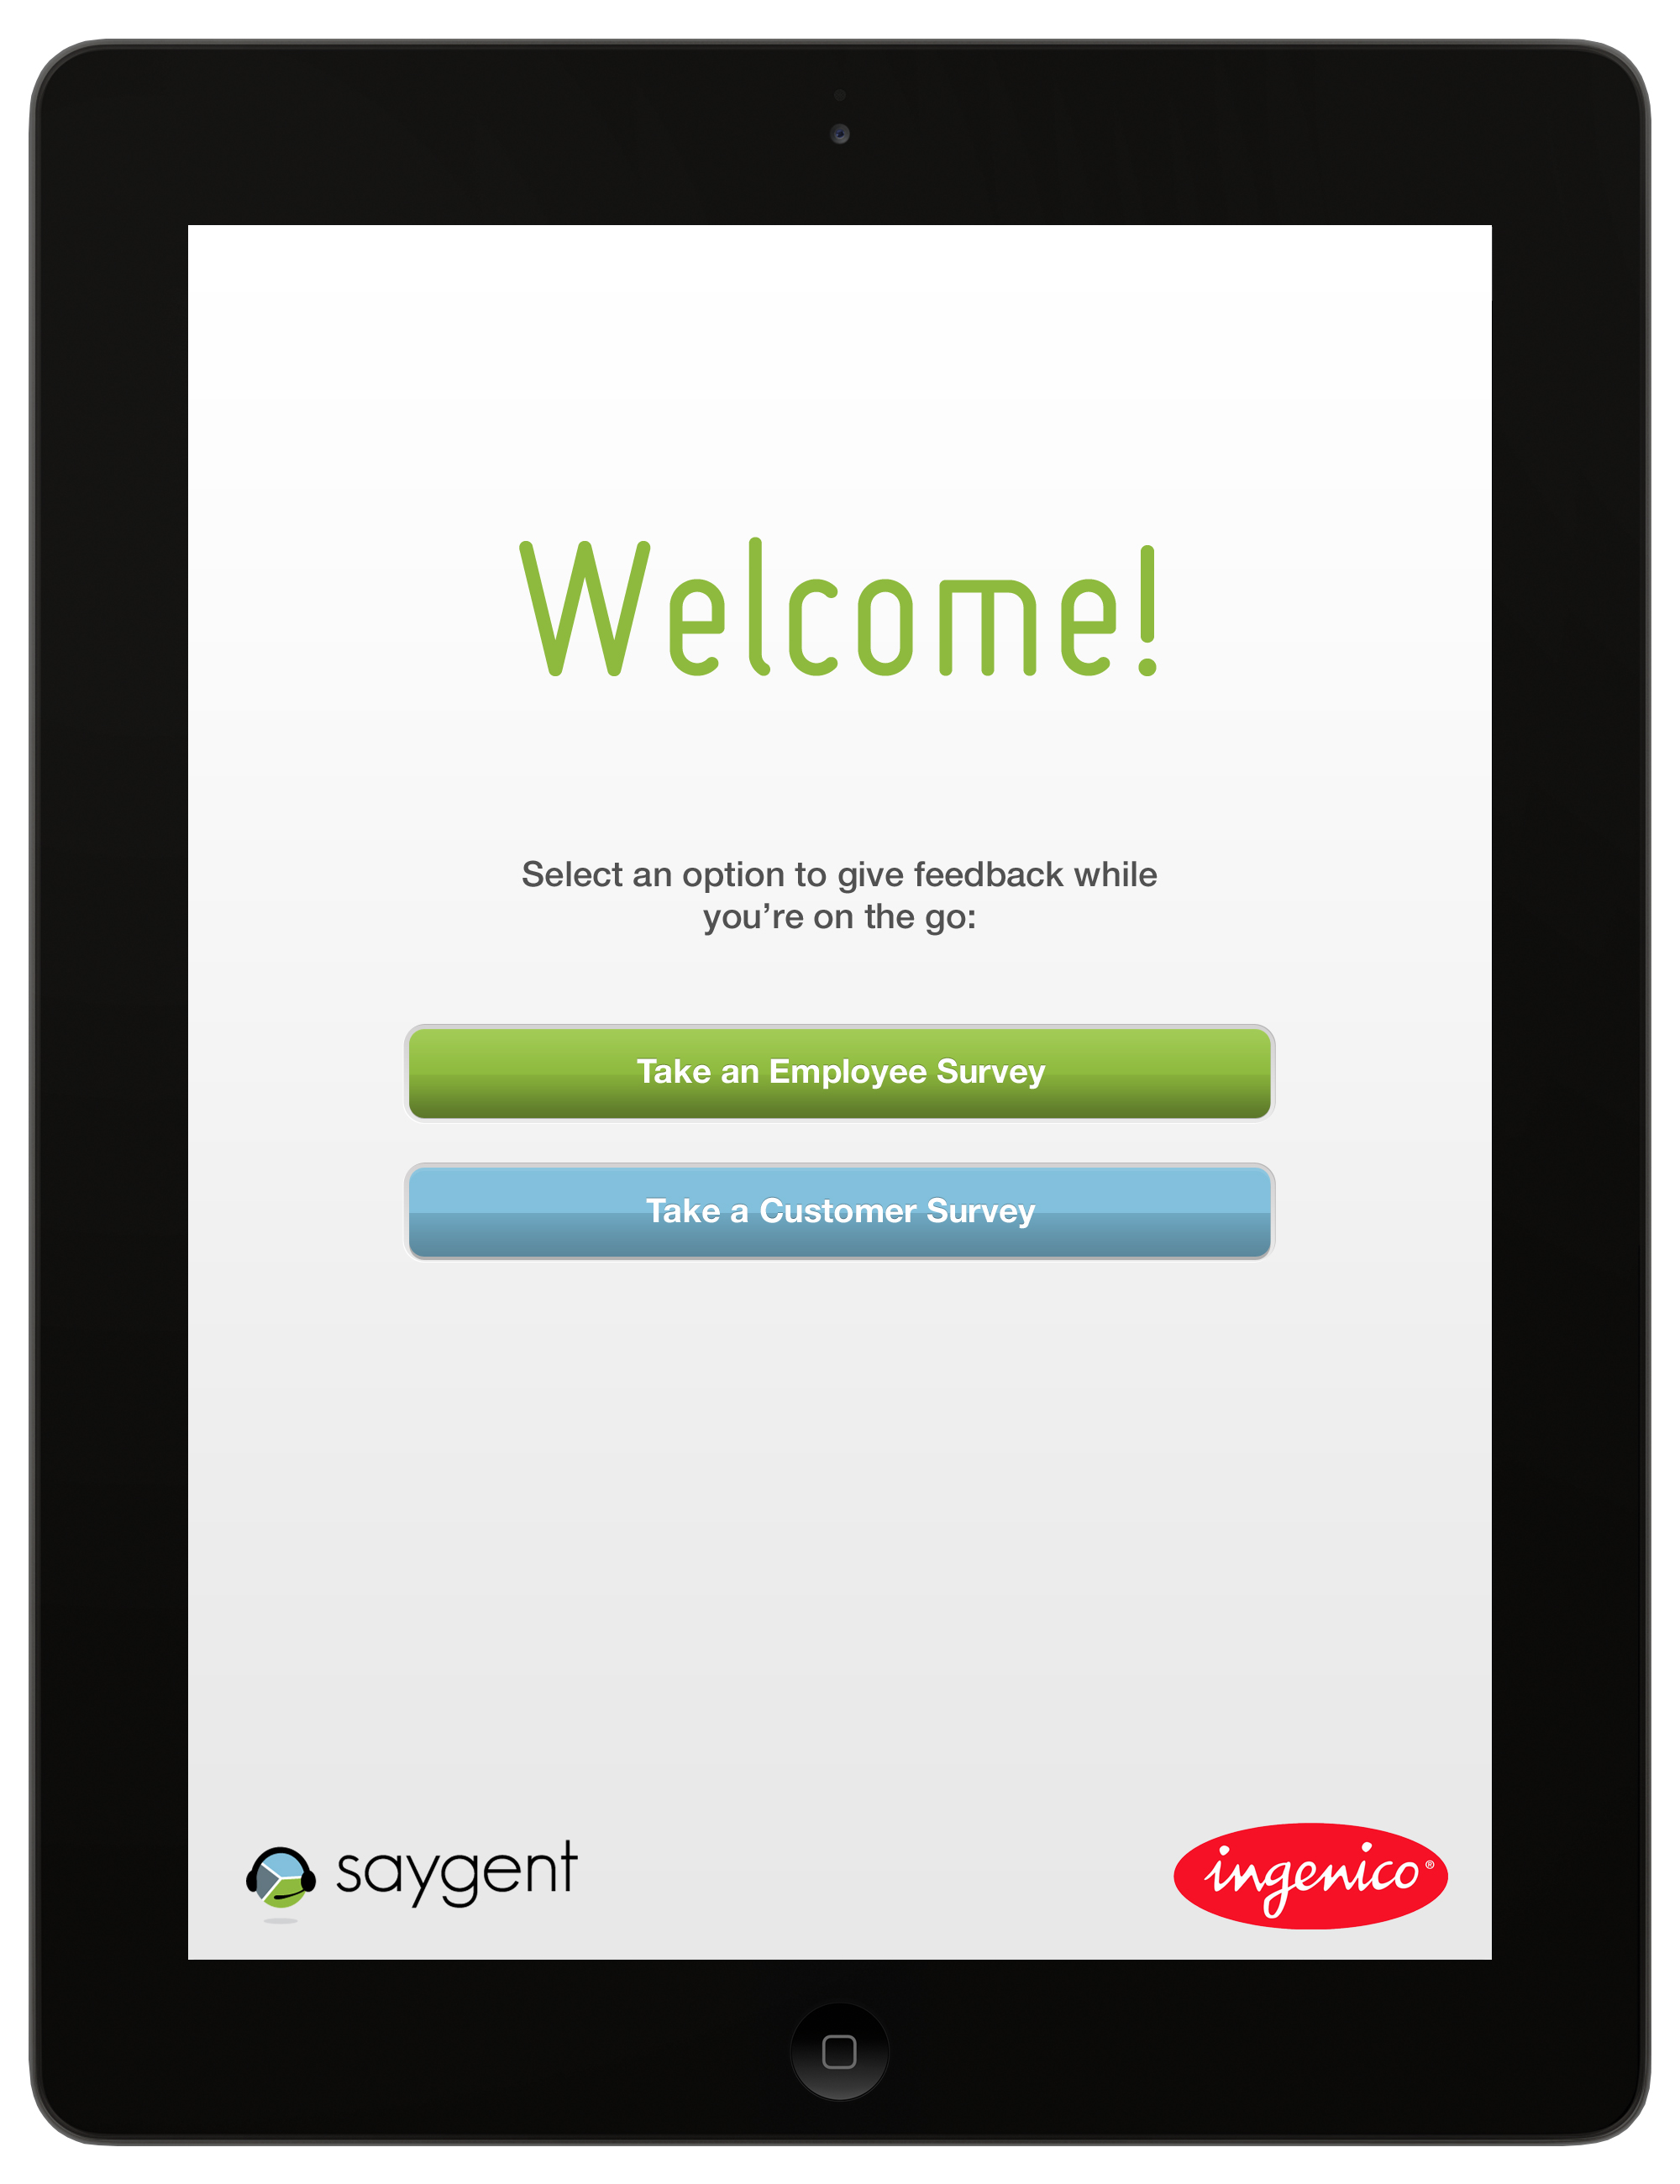 Welcome!
Select an option to give feedback while
you’re on the go:
Take an Employee Survey
Take a Customer Survey
saygent
ingenico®